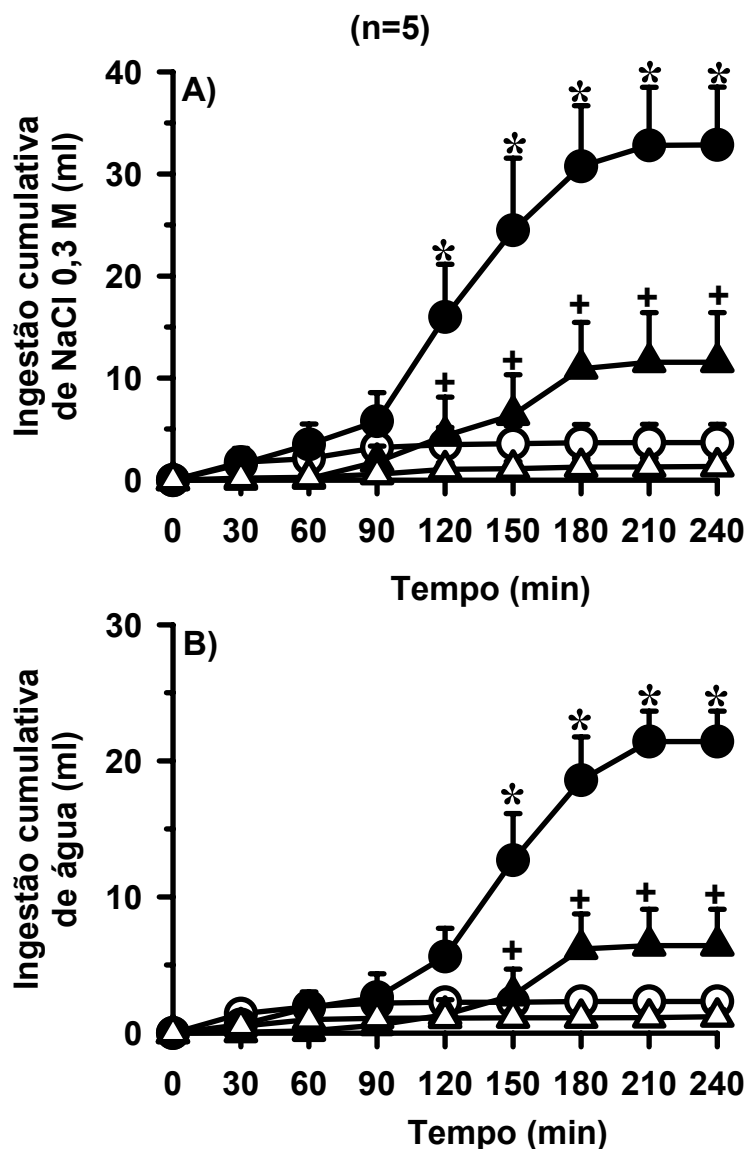 (n=5)
A)
Ingestão cumulativa
de NaCl 0,3 M (ml)
40
30
20
10
0
* * * * *
+ + + + +
0 30 60 90 120 150 180 210 240
Tempo (min)
B)
Ingestão cumulativa
de água (ml)
30
20
10
0
* * * *
+ + + +
0 30 60 90 120 150 180 210 240
Tempo (min)